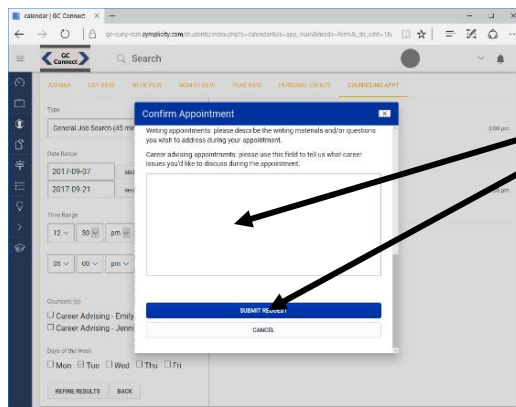 calendar | GC Connect
gc-cuny-csm.symplicity.com/students/index.php?s=calendar&ss=app_main&mode=form&_do_edit=1&
GC
Connect
Search
AGENDA DAY VIEW WEEK VIEW MONTH VIEW YEAR VIEW PERSONAL EVENTS COUNSELING APPT
Type
General Job Search (45 min
Date Range
2017-09-07
2017-09-21
Time Range
12 30 pm
05 00 pm
Counselor(s)
Career Advising - Emily
Career Advising - Jenni
Days of the Week
Mon Tue Wed Thu Fri
REFINE RESULTS BACK
Confirm Appointment
Writing appointments: please describe the writing materials and/or questions
you wish to address during your appointment.
Career advising appointments: please use this field to tell us what career
issues you'd like to discuss during the appointment.
SUBMIT REQUEST
CANCEL
3:00 pm
pm